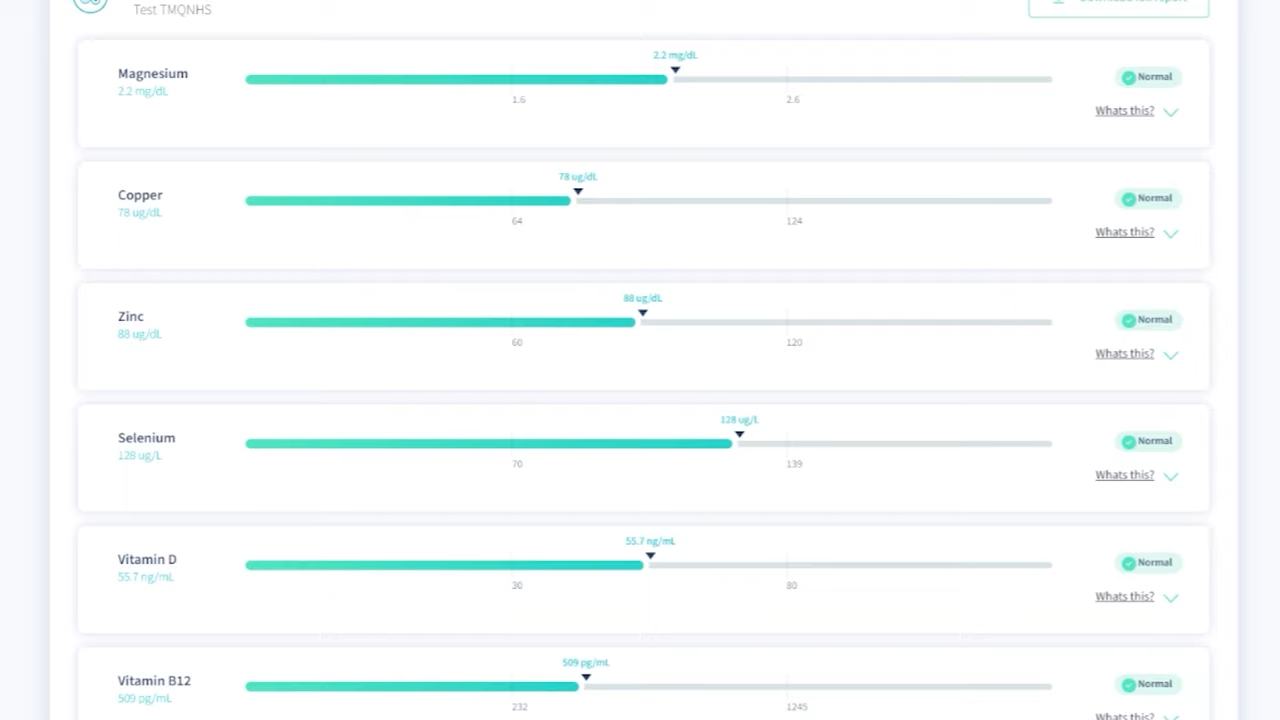 Test TMQNHS
Magnesium
2.2 mg/dL
2.2 mg/dL
1.6
2.6
Normal
Whats this?
Copper
78 ug/dL
78 ug/dL
64
124
Normal
Whats this?
Zinc
88 ug/dL
88 ug/dL
60
120
Normal
Whats this?
Selenium
128 ug/L
128 ug/L
70
139
Normal
Whats this?
Vitamin D
55.7 ng/mL
55.7 ng/mL
30
80
Normal
Whats this?
Vitamin B12
509 pg/mL
509 pg/mL
232
1245
Normal
Whats this?